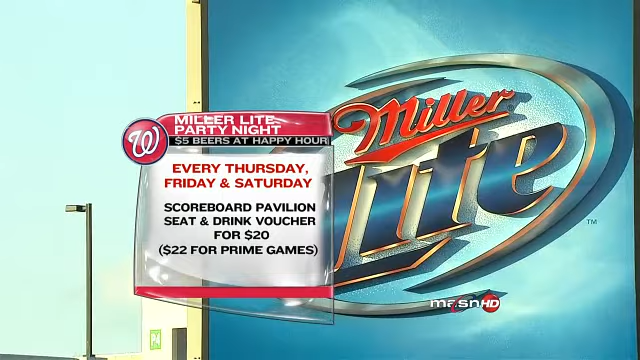 W
MILLER LITE
PARTY NIGHT
$5 BEERS AT HAPPY HOUR
EVERY THURSDAY,
FRIDAY & SATURDAY
SCOREBOARD PAVILION
SEAT & DRINK VOUCHER
FOR $20
($22 FOR PRIME GAMES)
Miller
Lite
TM
masn HD